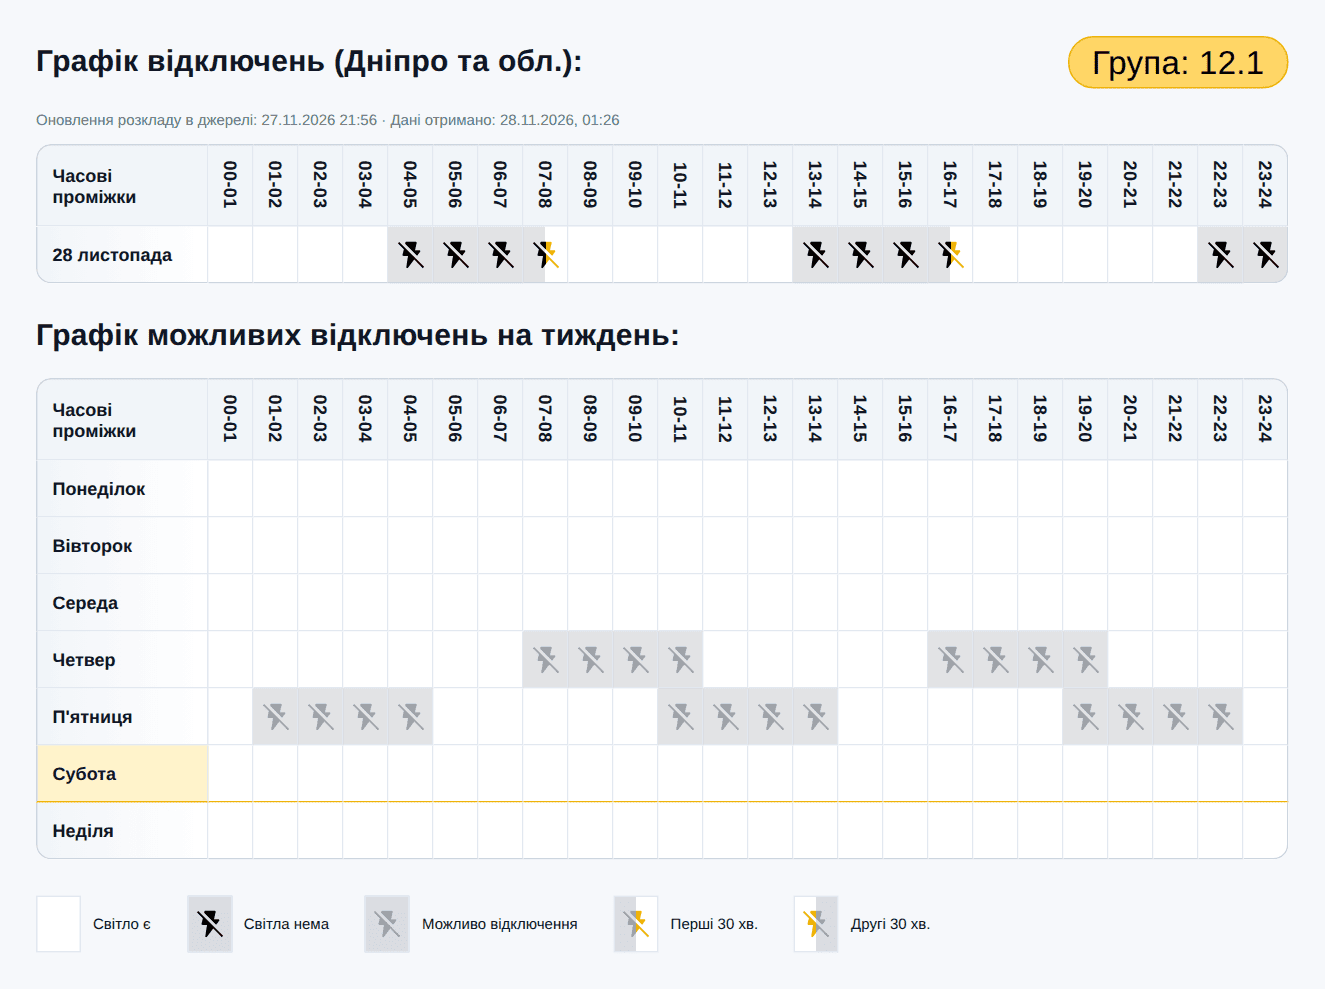 Графік відключень (Дніпро та обл.):
Група: 12.1
Оновлення розкладу в джерелі: 27.11.2026 21:56 · Дані отримано: 28.11.2026, 01:26
Часові
проміжки
00-01 01-02 02-03 03-04 04-05 05-06 06-07 07-08 08-09 09-10 10-11 11-12 12-13 13-14 14-15 15-16 16-17 17-18 18-19 19-20 20-21 21-22 22-23 23-24
28 листопада
Графік можливих відключень на тиждень:
Часові
проміжки
00-01 01-02 02-03 03-04 04-05 05-06 06-07 07-08 08-09 09-10 10-11 11-12 12-13 13-14 14-15 15-16 16-17 17-18 18-19 19-20 20-21 21-22 22-23 23-24
Понеділок
Вівторок
Середа
Четвер
П'ятниця
Субота
Неділя
Світло є Світла нема Можливо відключення Перші 30 хв. Другі 30 хв.